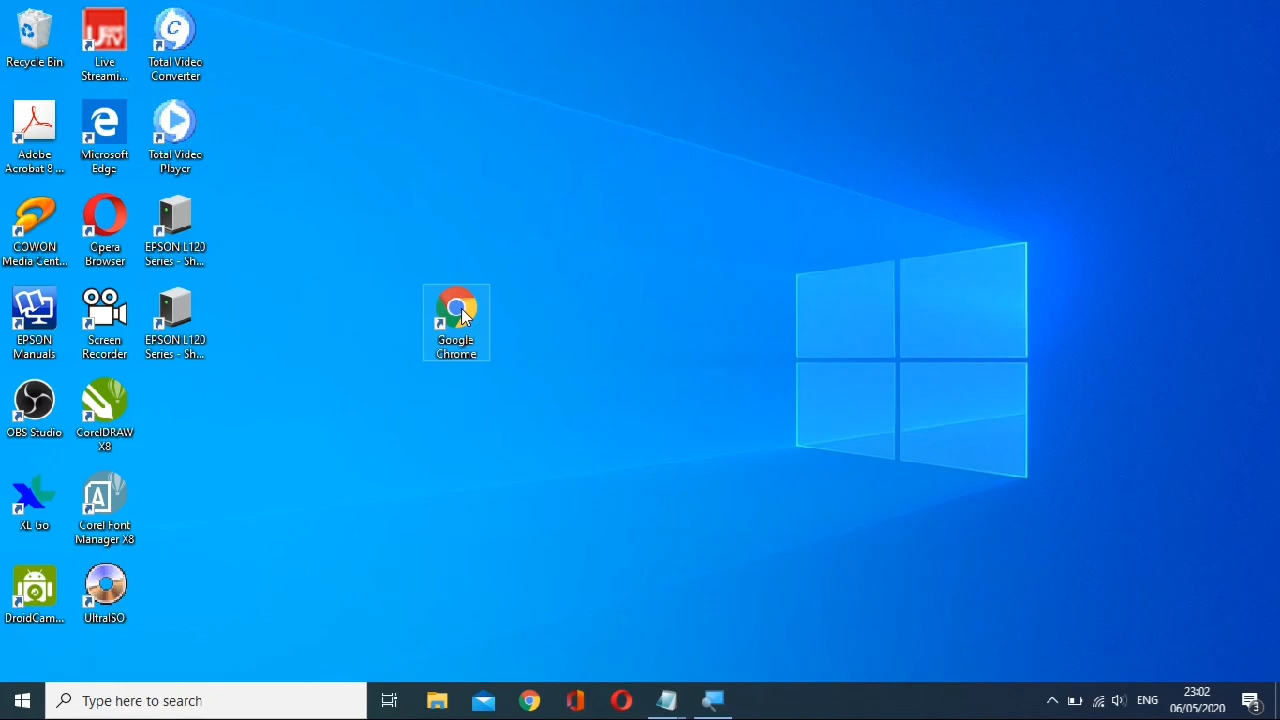 Recycle Bin
Live
Streami...
Total Video
Converter
Adobe
Acrobat 8 ...
Microsoft
Edge
Total Video
Player
COWON
Media Cent...
Opera
Browser
EPSON L120
Series - Sh...
EPSON
Manuals
Screen
Recorder
EPSON L120
Series - Sh...
Google
Chrome
OBS Studio
CorelDRAW
X8
XL Go
Corel Font
Manager X8
DroidCam...
UltraISO
Type here to search
ENG
23:02
06/05/2020
3